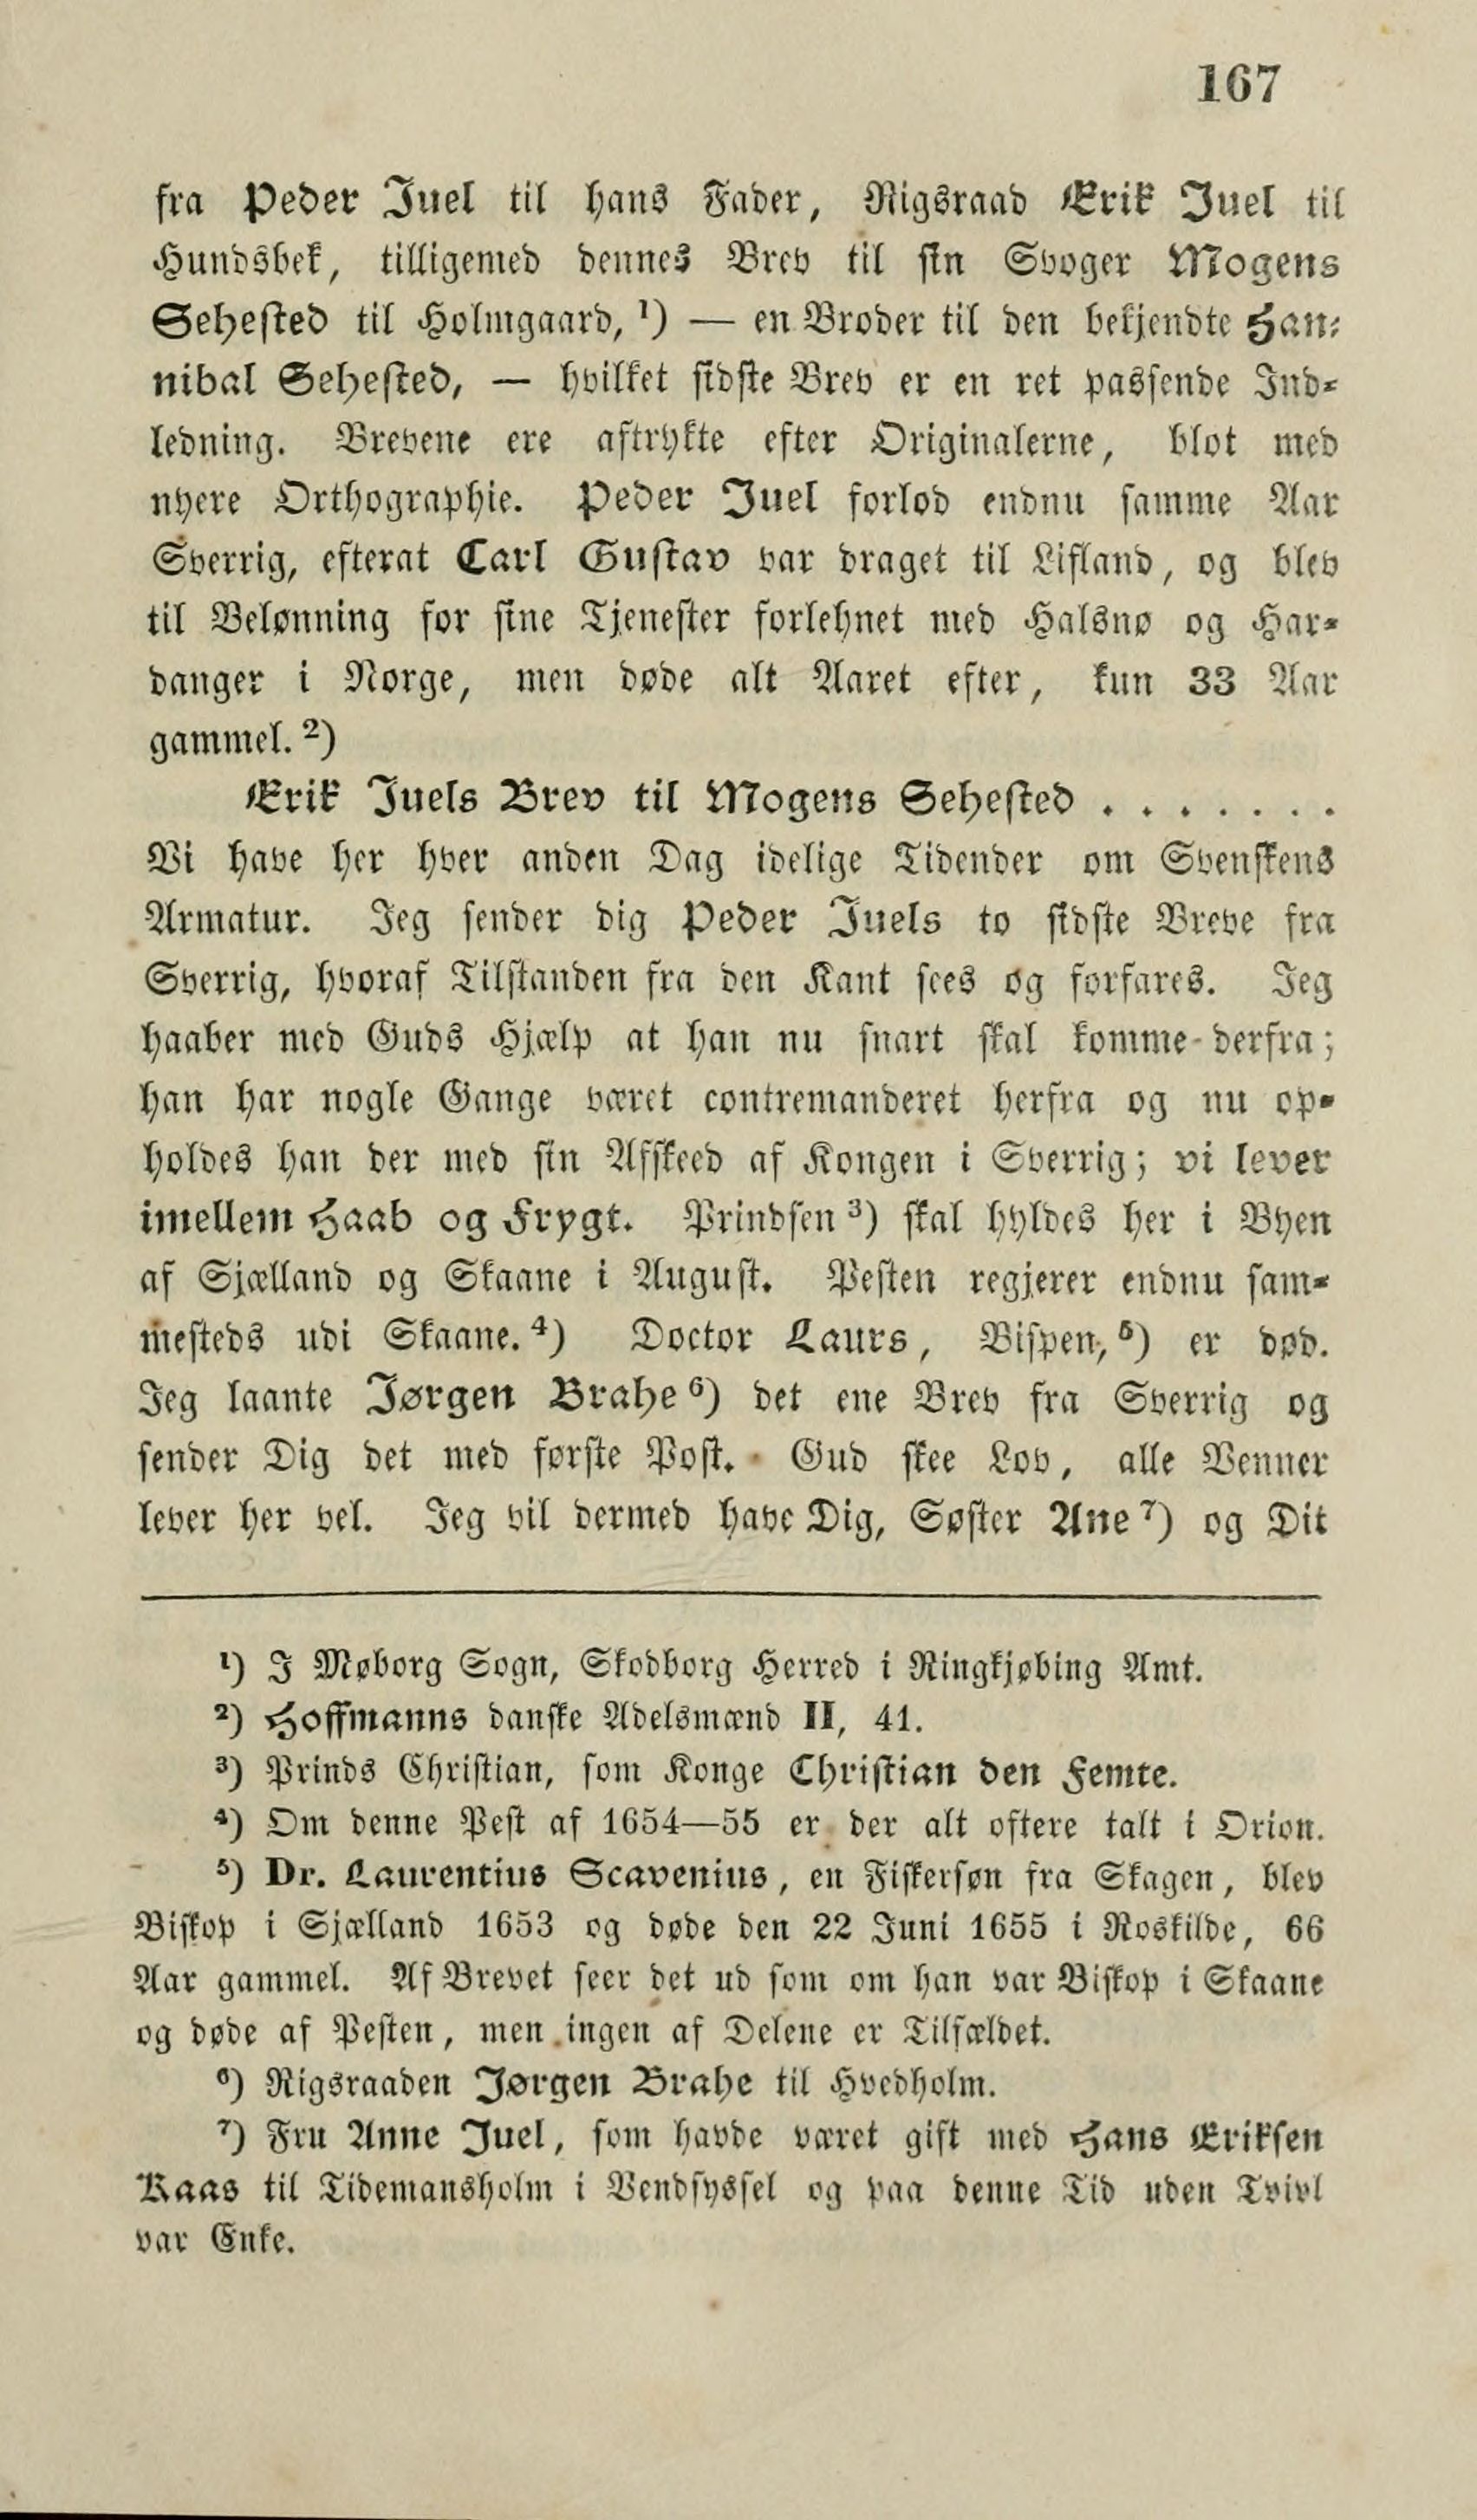 167
fra Peder Juel til hans Fader, Rigsraad Erik Juel til
Hundsbek, tilligemed dennes Brev til sin Svoger Mogens
Sehested til Holmgaard, ¹) — en Broder til den bekjendte Han-
nibal Sehested, — hvilket sidste Brev er en ret passende Ind-
ledning. Brevene ere aftrykte efter Originalerne, blot med
nyere Orthographie. Peder Juel forlod endnu samme Aar
Sverrig, efterat Carl Gustav var draget til Lifland, og blev
til Belønning for sine Tjenester forlehnet med Halsnø og Har-
danger i Norge, men døde alt Aaret efter, kun 33 Aar
gammel. ²)
Erik Juels Brev til Mogens Sehested . . . . . . .
Vi have her hver anden Dag idelige Tidender om Svenskens
Armatur. Jeg sender dig Peder Juels to sidste Breve fra
Sverrig, hvoraf Tilstanden fra den Kant sees og forfares. Jeg
haaber med Guds Hjælp at han nu snart skal komme derfra;
han har nogle Gange været contremanderet herfra og nu op-
holdes han der med sin Afskeed af Kongen i Sverrig; vi lever
imellem Haab og Frygt. Prindsen ³) skal hyldes her i Byen
af Sjælland og Skaane i August. Pesten regjerer endnu sam-
mesteds udi Skaane. ⁴) Doctor Laurs, Bispen, ⁵) er død.
Jeg laante Jørgen Brahe ⁶) det ene Brev fra Sverrig og
sender Dig det med første Post. Gud skee Lov, alle Venner
lever her vel. Jeg vil dermed have Dig, Søster Ane ⁷) og Dit
¹) I Møborg Sogn, Skodborg Herred i Ringkjøbing Amt.
²) Hoffmanns danske Adelsmænd II, 41.
³) Prinds Christian, som Konge Christian den Femte.
⁴) Om denne Pest af 1654—55 er der alt oftere talt i Orion.
⁵) Dr. Laurentius Scavenius, en Fiskersøn fra Skagen, blev
Biskop i Sjælland 1653 og døde den 22 Juni 1655 i Roskilde, 66
Aar gammel. Af Brevet seer det ud som om han var Biskop i Skaane
og døde af Pesten, men ingen af Delene er Tilfældet.
⁶) Rigsraaden Jørgen Brahe til Hvedholm.
⁷) Fru Anne Juel, som havde været gift med Hans Eriksen
Kaas til Tidemansholm i Vendsyssel og paa denne Tid uden Tvivl
var Enke.